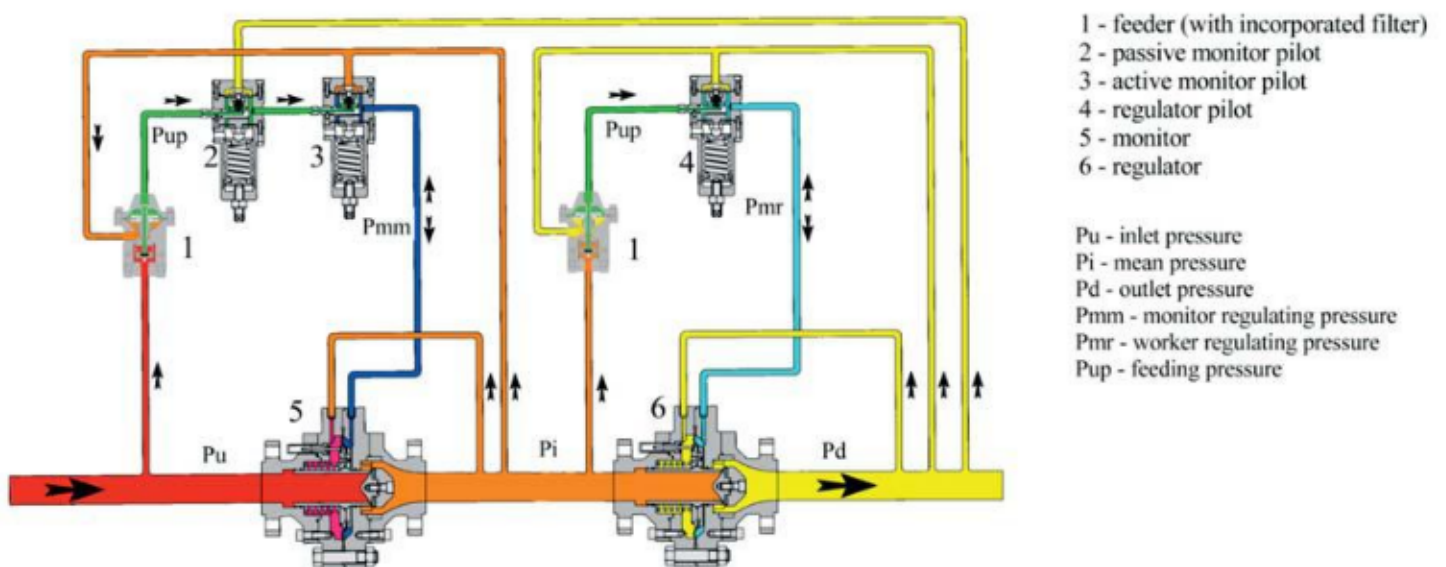 1 - feeder (with incorporated filter)
2 - passive monitor pilot
3 - active monitor pilot
4 - regulator pilot
5 - monitor
6 - regulator
Pu - inlet pressure
Pi - mean pressure
Pd - outlet pressure
Pmm - monitor regulating pressure
Pmr - worker regulating pressure
Pup - feeding pressure
Pup
2
3
Pup
4
Pmm
Pmr
1
1
5
6
Pu
Pi
Pd